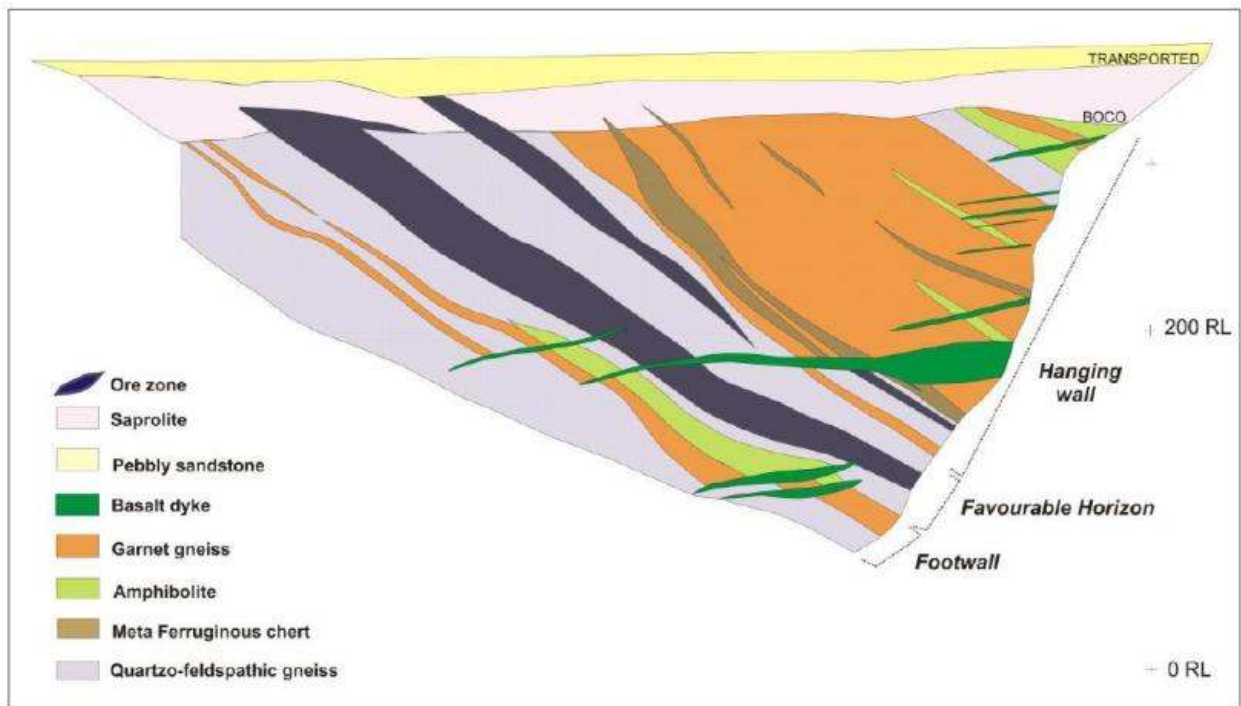 TRANSPORTED
BOCO
200 RL
Hanging
wall
Favourable Horizon
Footwall
0 RL
Ore zone
Saprolite
Pebbly sandstone
Basalt dyke
Garnet gneiss
Amphibolite
Meta Ferruginous chert
Quartzo-feldspathic gneiss